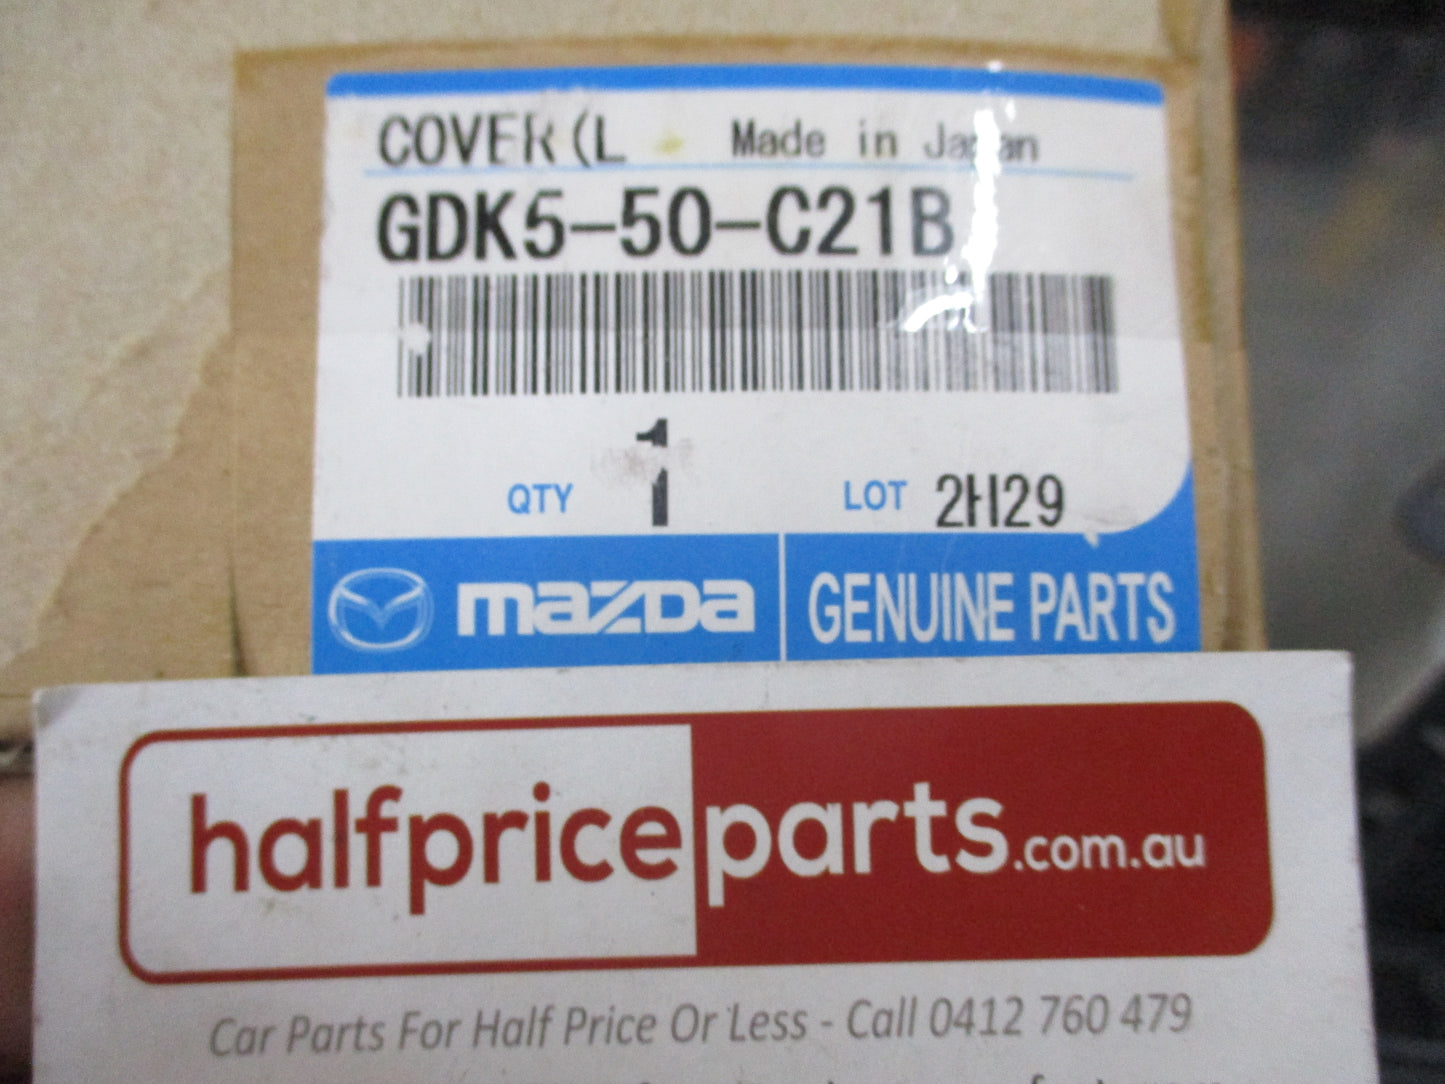 COVER (L Made in Japan
GDK5-50-C21B
1
QTY 1 LOT 2H29
mazda GENUINE PARTS
halfpriceparts.com.au
Car Parts For Half Price Or Less - Call 0412 760 479